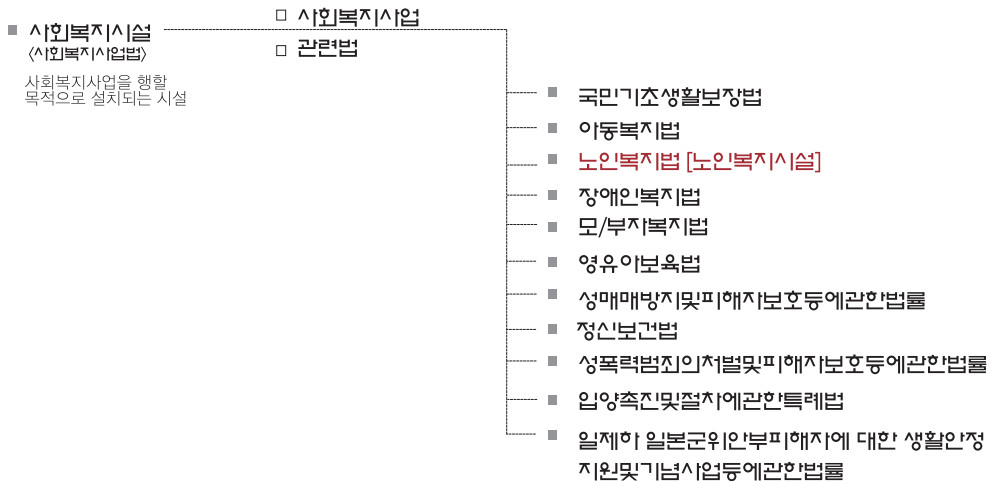 사회복지시설
〈사회복지사업법〉
사회복지사업을 행할
목적으로 설치되는 시설
사회복지사업
관련법
국민기초생활보장법
아동복지법
노인복지법 [노인복지시설]
장애인복지법
모/부자복지법
영유아보육법
성매매방지및피해자보호등에관한법률
정신보건법
성폭력범죄의처벌및피해자보호등에관한법률
입양촉진및절차에관한특례법
일제하 일본군위안부피해자에 대한 생활안정
지원및기념사업등에관한법률